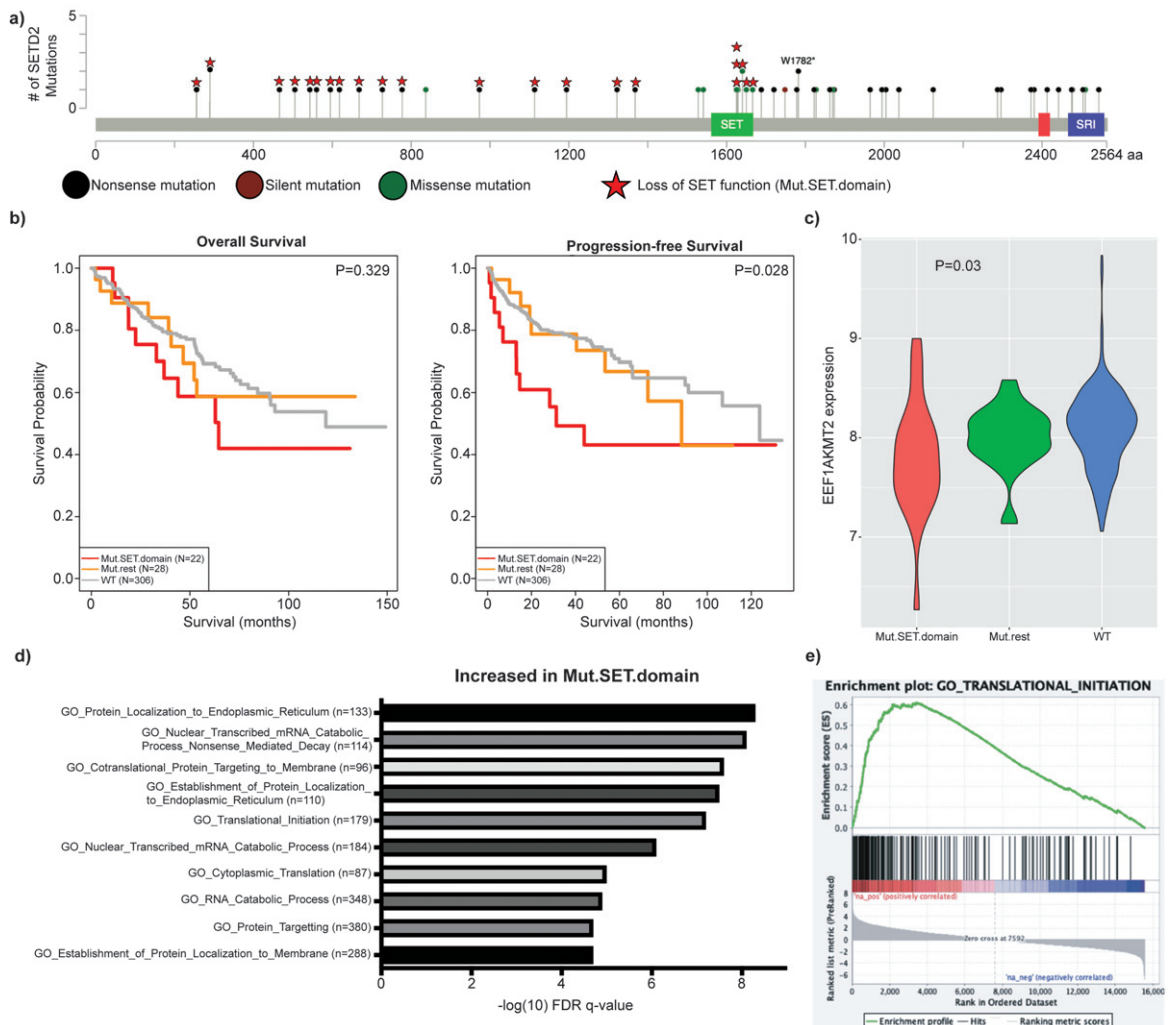 a)
# of SETD2
Mutations
5
1
W1782*
SET
SRI
0
400
800
1200
1600
2000
2400
2564 aa
Nonsense mutation
Silent mutation
Missense mutation
Loss of SET function (Mut.SET.domain)
b)
Overall Survival
P=0.329
Survival Probability
1.0
0.8
0.6
0.4
0.2
0.0
Mut.SET.domain (N=22)
Mut.rest (N=28)
WT (N=306)
0
50
100
150
Survival (months)
Progression-free Survival
P=0.028
Survival Probability
1.0
0.8
0.6
0.4
0.2
0.0
Mut.SET.domain (N=22)
Mut.rest (N=28)
WT (N=306)
0
20
40
60
80
100
120
Survival (months)
c)
P=0.03
EEF1AKMT2 expression
10
9
8
7
Mut.SET.domain
Mut.rest
WT
d)
Increased in Mut.SET.domain
GO_Protein_Localization_to_Endoplasmic_Reticulum (n=133)
GO_Nuclear_Transcribed_mRNA_Catabolic_
Process_Nonsense_Mediated_Decay (n=114)
GO_Cotranslational_Protein_Targeting_to_Membrane (n=96)
GO_Establishment_of_Protein_Localization_
to_Endoplasmic_Reticulum (n=110)
GO_Translational_Initiation (n=179)
GO_Nuclear_Transcribed_mRNA_Catabolic_Process (n=184)
GO_Cytoplasmic_Translation (n=87)
GO_RNA_Catabolic_Process (n=348)
GO_Protein_Targetting (n=380)
GO_Establishment_of_Protein_Localization_to_Membrane (n=288)
0
2
4
6
8
-log(10) FDR q-value
e)
Enrichment plot: GO_TRANSLATIONAL_INITIATION
Enrichment score (ES)
0.6
0.5
0.4
0.3
0.2
0.1
0.0
Ranked list metric (PreRanked)
8
6
4
2
0
-2
-4
-6
'na_pos' (positively correlated)
Zero cross at 7592
'na_neg' (negatively correlated)
0
2,000
4,000
6,000
8,000
10,000
12,000
14,000
16,000
Rank in Ordered Dataset
Enrichment profile
Hits
Ranking metric scores